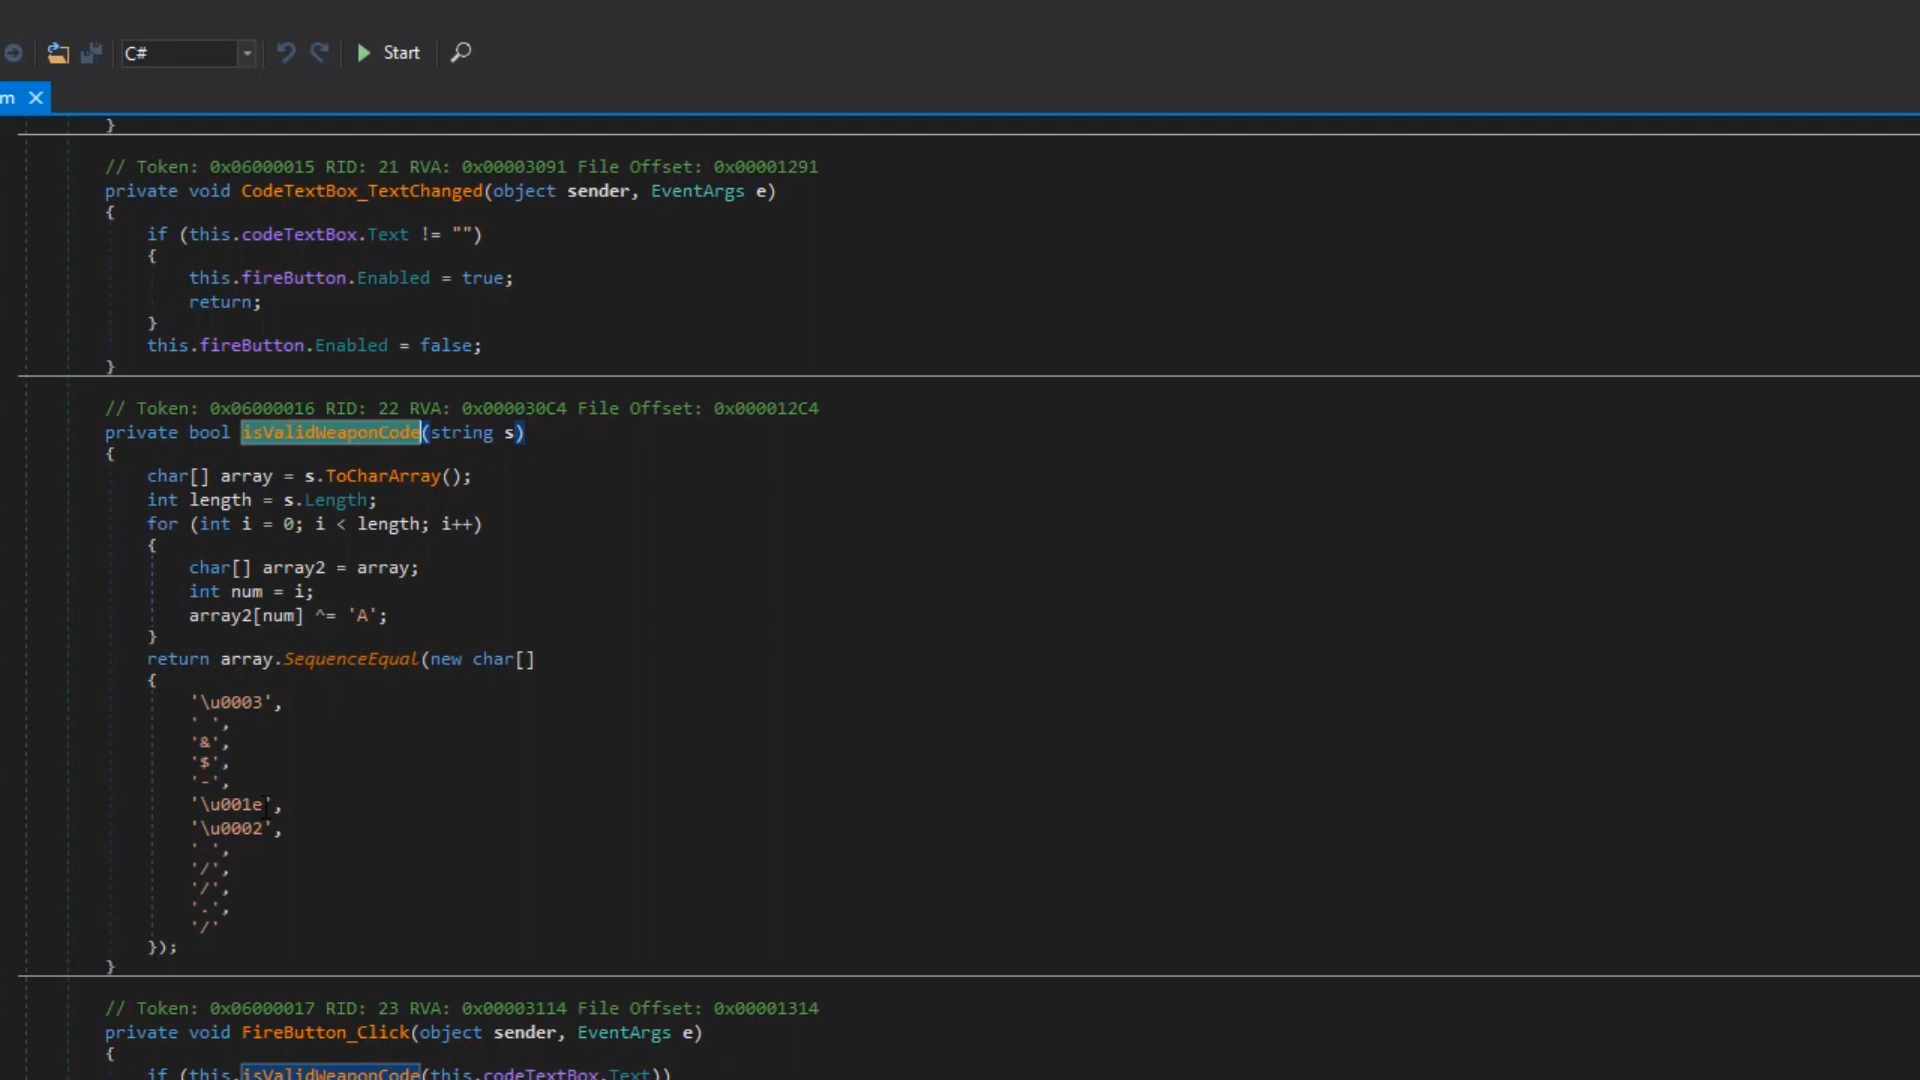 C#
Start
m
}
// Token: 0x06000015 RID: 21 RVA: 0x00003091 File Offset: 0x00001291
private void CodeTextBox_TextChanged(object sender, EventArgs e)
{
if (this.codeTextBox.Text != "")
{
this.fireButton.Enabled = true;
return;
}
this.fireButton.Enabled = false;
}
// Token: 0x06000016 RID: 22 RVA: 0x000030C4 File Offset: 0x000012C4
private bool isValidWeaponCode(string s)
{
char[] array = s.ToCharArray();
int length = s.Length;
for (int i = 0; i < length; i++)
{
char[] array2 = array;
int num = i;
array2[num] ^= 'A';
}
return array.SequenceEqual(new char[]
{
'\u0003',
' ',
'&',
'$',
'-',
'\u001e',
'\u0002',
' ',
'/',
'/',
'.',
'/'
});
}
// Token: 0x06000017 RID: 23 RVA: 0x00003114 File Offset: 0x00001314
private void FireButton_Click(object sender, EventArgs e)
{
if (this.isValidWeaponCode(this.codeTextBox.Text))